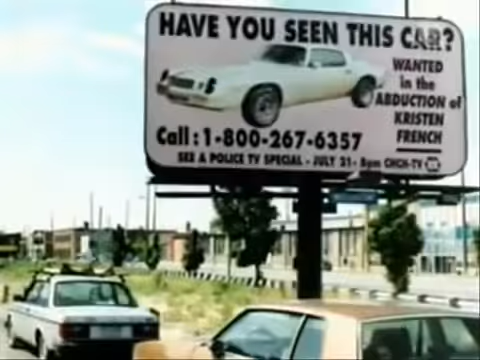 HAVE YOU SEEN THIS CAR?
WANTED
in the
ABDUCTION of
KRISTEN
FRENCH
Call : 1-800-267-6357
SEE A POLICE TV SPECIAL - JULY 21 - 8pm CHCH-TV